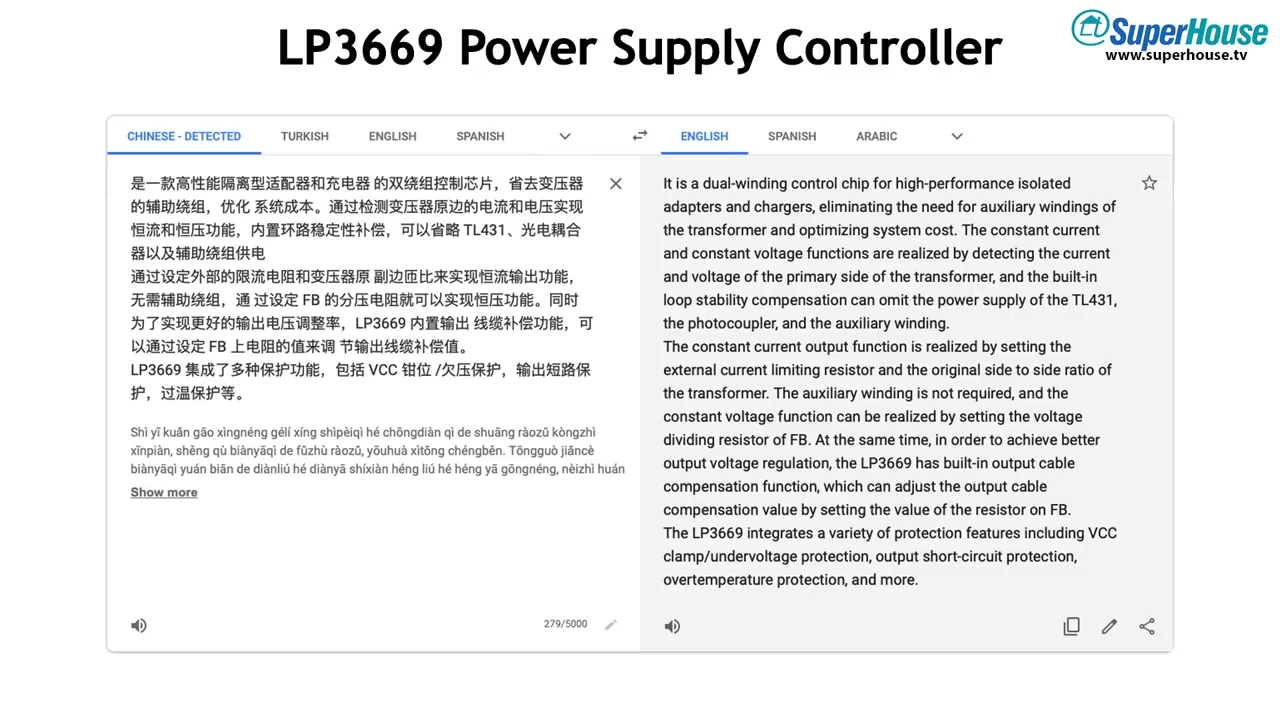 LP3669 Power Supply Controller
SuperHouse
www.superhouse.tv
CHINESE - DETECTED TURKISH ENGLISH SPANISH
ENGLISH SPANISH ARABIC
是一款高性能隔离型适配器和充电器 的双绕组控制芯片，省去变压器
的辅助绕组，优化 系统成本。通过检测变压器原边的电流和电压实现
恒流和恒压功能，内置环路稳定性补偿，可以省略 TL431、光电耦合
器以及辅助绕组供电
通过设定外部的限流电阻和变压器原 副边匝比来实现恒流输出功能，
无需辅助绕组，通 过设定 FB 的分压电阻就可以实现恒压功能。同时
为了实现更好的输出电压调整率，LP3669 内置输出 线缆补偿功能，可
以通过设定 FB 上电阻的值来调 节输出线缆补偿值。
LP3669 集成了多种保护功能，包括 VCC 钳位 /欠压保护，输出短路保
护，过温保护等。
Shì yī kuǎn gāo xìngnéng gélí xíng shìpèiqì hé chōngdiàn qì de shuāng ràozǔ kòngzhì
xīnpiàn, shěng qù biànyāqì de fǔzhù ràozǔ, yōuhuà xìtǒng chéngběn. Tōngguò jiǎncè
biànyāqì yuán biān de diànliú hé diànyā shíxiàn héng liú hé héng yā gōngnéng, nèizhì huán
Show more
279/5000
It is a dual-winding control chip for high-performance isolated
adapters and chargers, eliminating the need for auxiliary windings of
the transformer and optimizing system cost. The constant current
and constant voltage functions are realized by detecting the current
and voltage of the primary side of the transformer, and the built-in
loop stability compensation can omit the power supply of the TL431,
the photocoupler, and the auxiliary winding.
The constant current output function is realized by setting the
external current limiting resistor and the original side to side ratio of
the transformer. The auxiliary winding is not required, and the
constant voltage function can be realized by setting the voltage
dividing resistor of FB. At the same time, in order to achieve better
output voltage regulation, the LP3669 has built-in output cable
compensation function, which can adjust the output cable
compensation value by setting the value of the resistor on FB.
The LP3669 integrates a variety of protection features including VCC
clamp/undervoltage protection, output short-circuit protection,
overtemperature protection, and more.